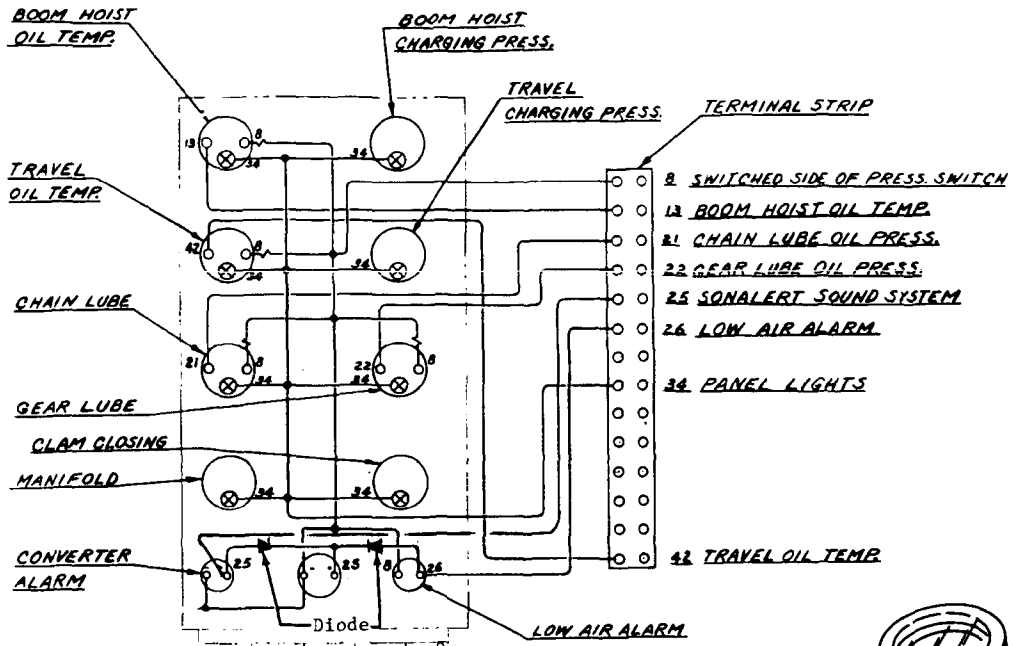 BOOM HOIST
OIL TEMP.
BOOM HOIST
CHARGING PRESS.
TRAVEL
CHARGING PRESS.
TERMINAL STRIP
13
8
34
34
TRAVEL
OIL TEMP.
8 SWITCHED SIDE OF PRESS. SWITCH
13 BOOM HOIST OIL TEMP.
42
8
34
34
21 CHAIN LUBE OIL PRESS.
22 GEAR LUBE OIL PRESS.
CHAIN LUBE
25 SONALERT SOUND SYSTEM
26 LOW AIR ALARM
21
8
22
8
34
34
34 PANEL LIGHTS
GEAR LUBE
CLAM CLOSING
MANIFOLD
34
34
CONVERTER
ALARM
25
25
8
26
42 TRAVEL OIL TEMP.
Diode
LOW AIR ALARM